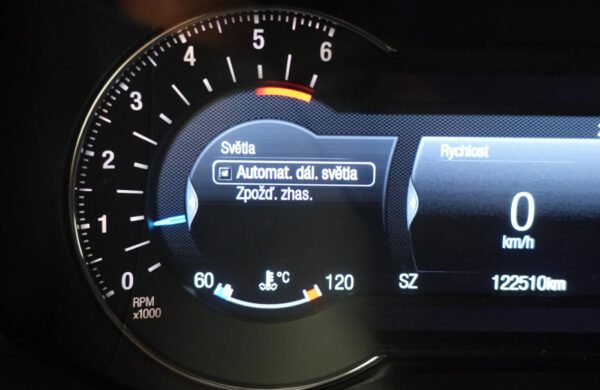 6
5
4
3
2
1
0
RPM
x1000
Světla
Automat. dál. světla
Zpožď. zhas.
Rychlost
0
km/h
60 °C 120
SZ 122510km